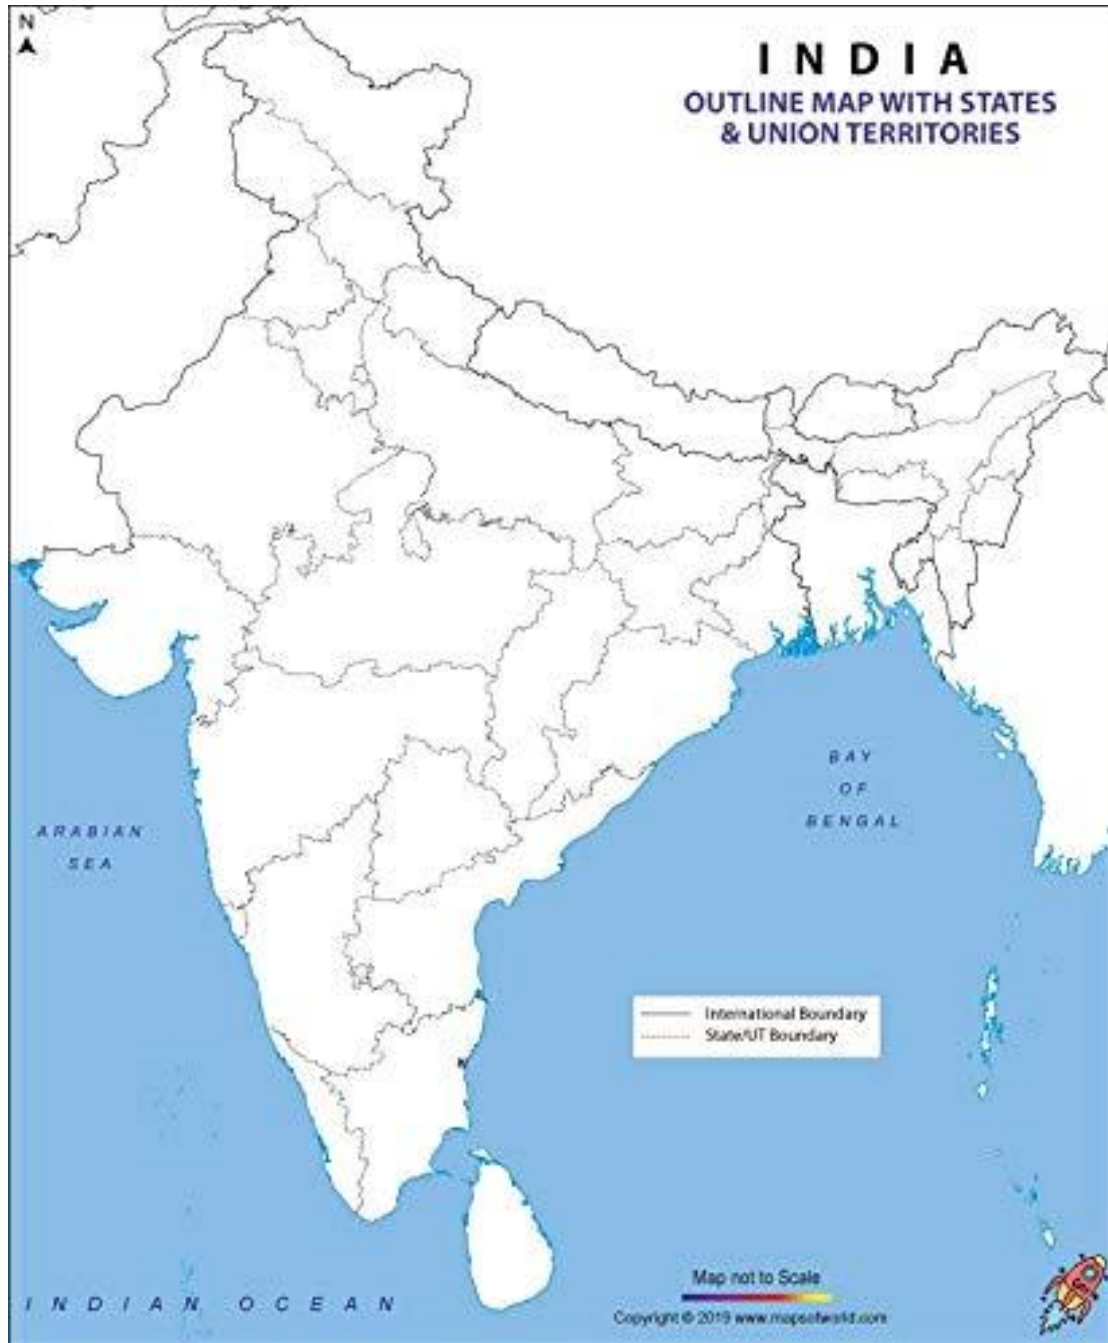 N
INDIA
OUTLINE MAP WITH STATES
& UNION TERRITORIES
BAY
OF
BENGAL
ARABIAN
SEA
International Boundary
State/UT Boundary
Map not to Scale
INDIAN OCEAN
Copyright © 2019 www.mapsofworld.com